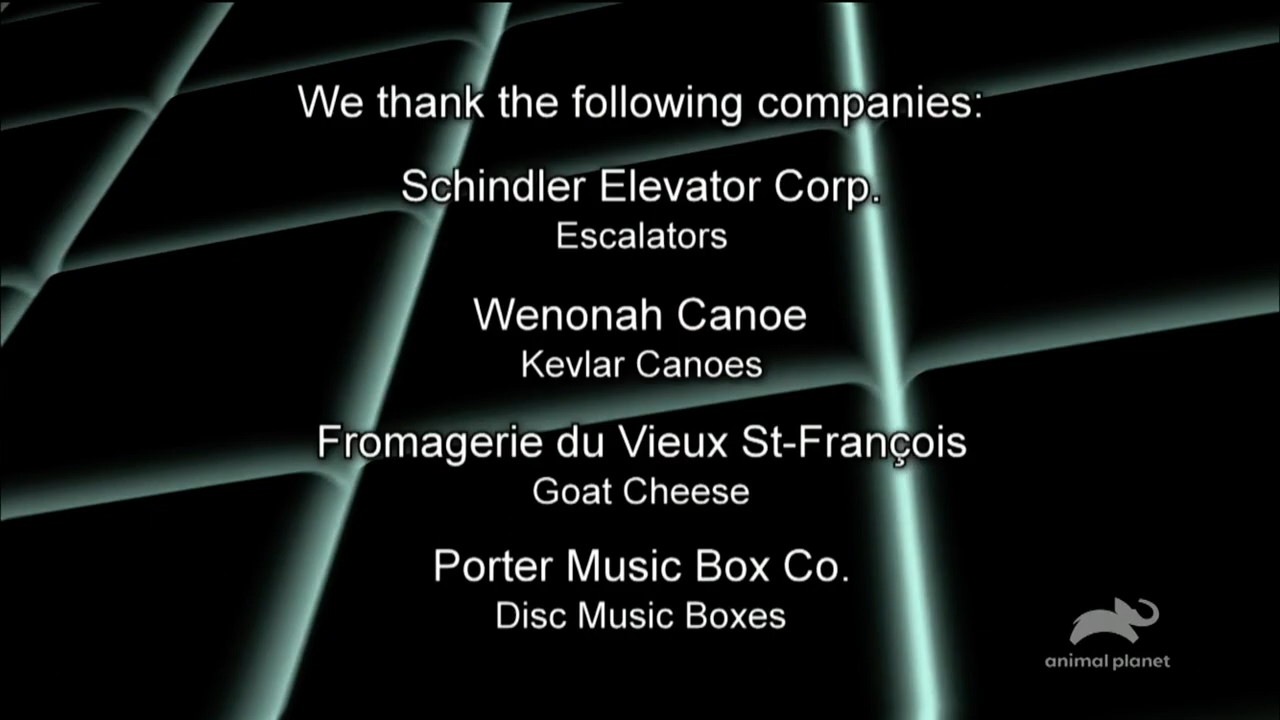 We thank the following companies:
Schindler Elevator Corp.
Escalators
Wenonah Canoe
Kevlar Canoes
Fromagerie du Vieux St-François
Goat Cheese
Porter Music Box Co.
Disc Music Boxes
animal planet